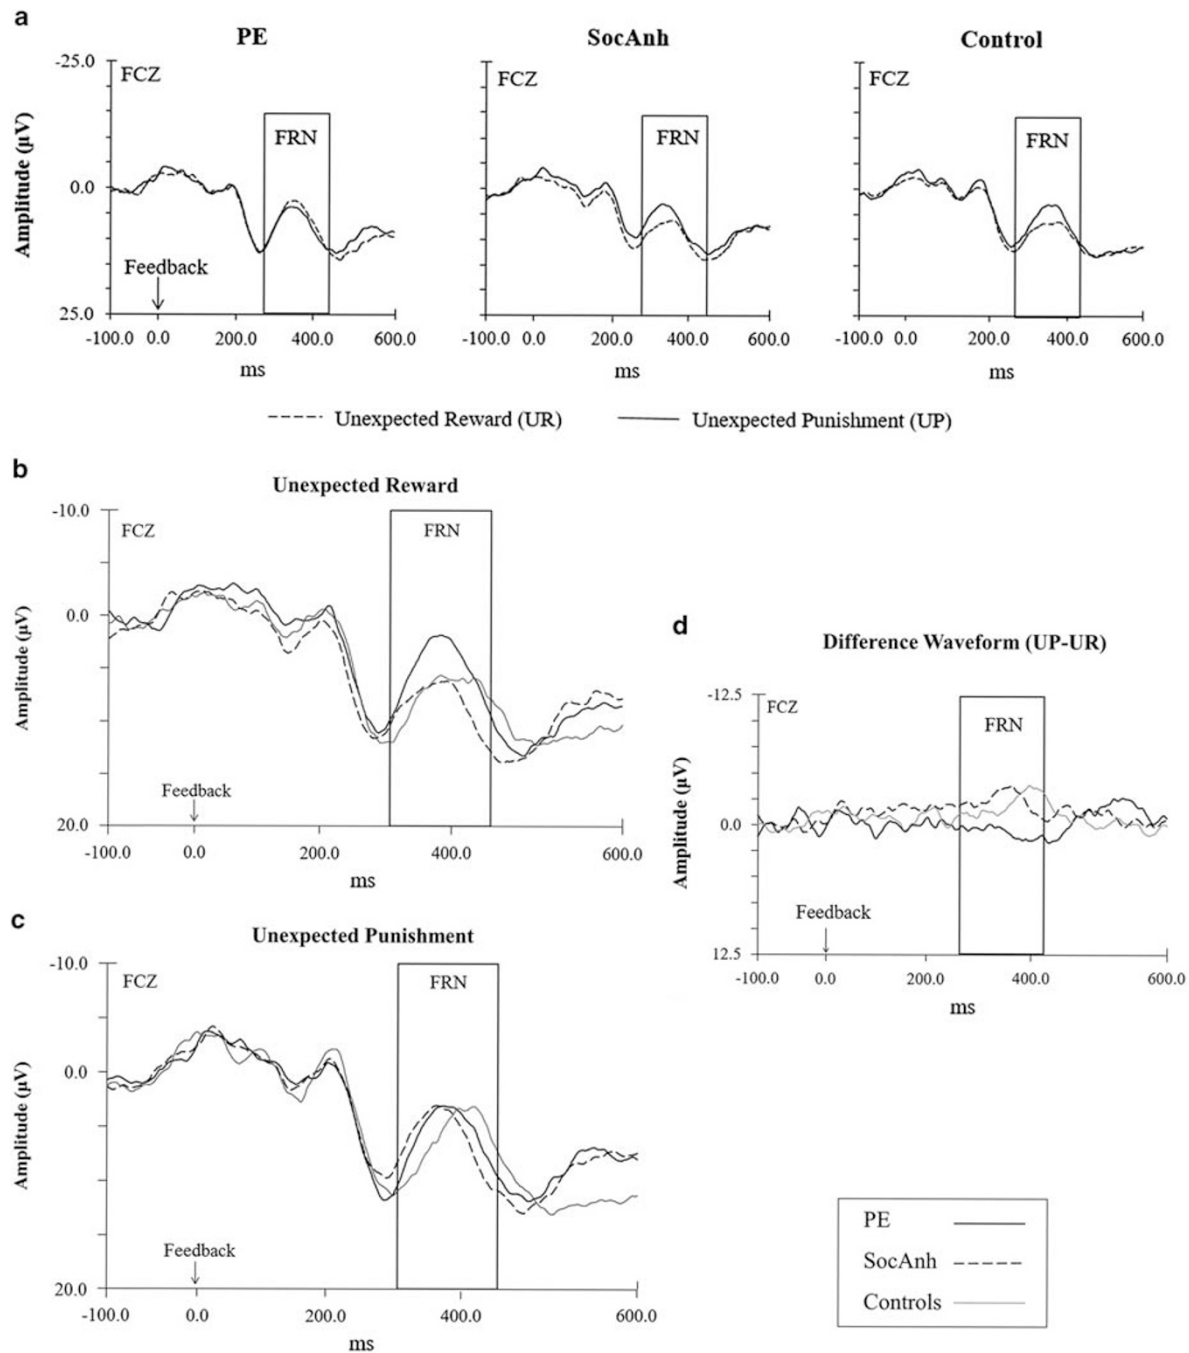 a
PE SocAnh Control
-25.0 FCZ FCZ FCZ
FRN FRN FRN
Amplitude (μV)
0.0
Feedback
25.0
-100.0 0.0 200.0 400.0 600.0 -100.0 0.0 200.0 400.0 600.0 -100.0 0.0 200.0 400.0 600.0
ms ms ms
Unexpected Reward (UR) Unexpected Punishment (UP)
b
Unexpected Reward
-10.0
FCZ FRN
Amplitude (μV)
0.0
Feedback
20.0
-100.0 0.0 200.0 400.0 600.0
ms
c
Unexpected Punishment
-10.0
FCZ FRN
Amplitude (μV)
0.0
Feedback
20.0
-100.0 0.0 200.0 400.0 600.0
ms
d
Difference Waveform (UP-UR)
-12.5
FCZ
FRN
Amplitude (μV)
0.0
Feedback
12.5
-100.0 0.0 200.0 400.0 600.0
ms
PE
SocAnh
Controls